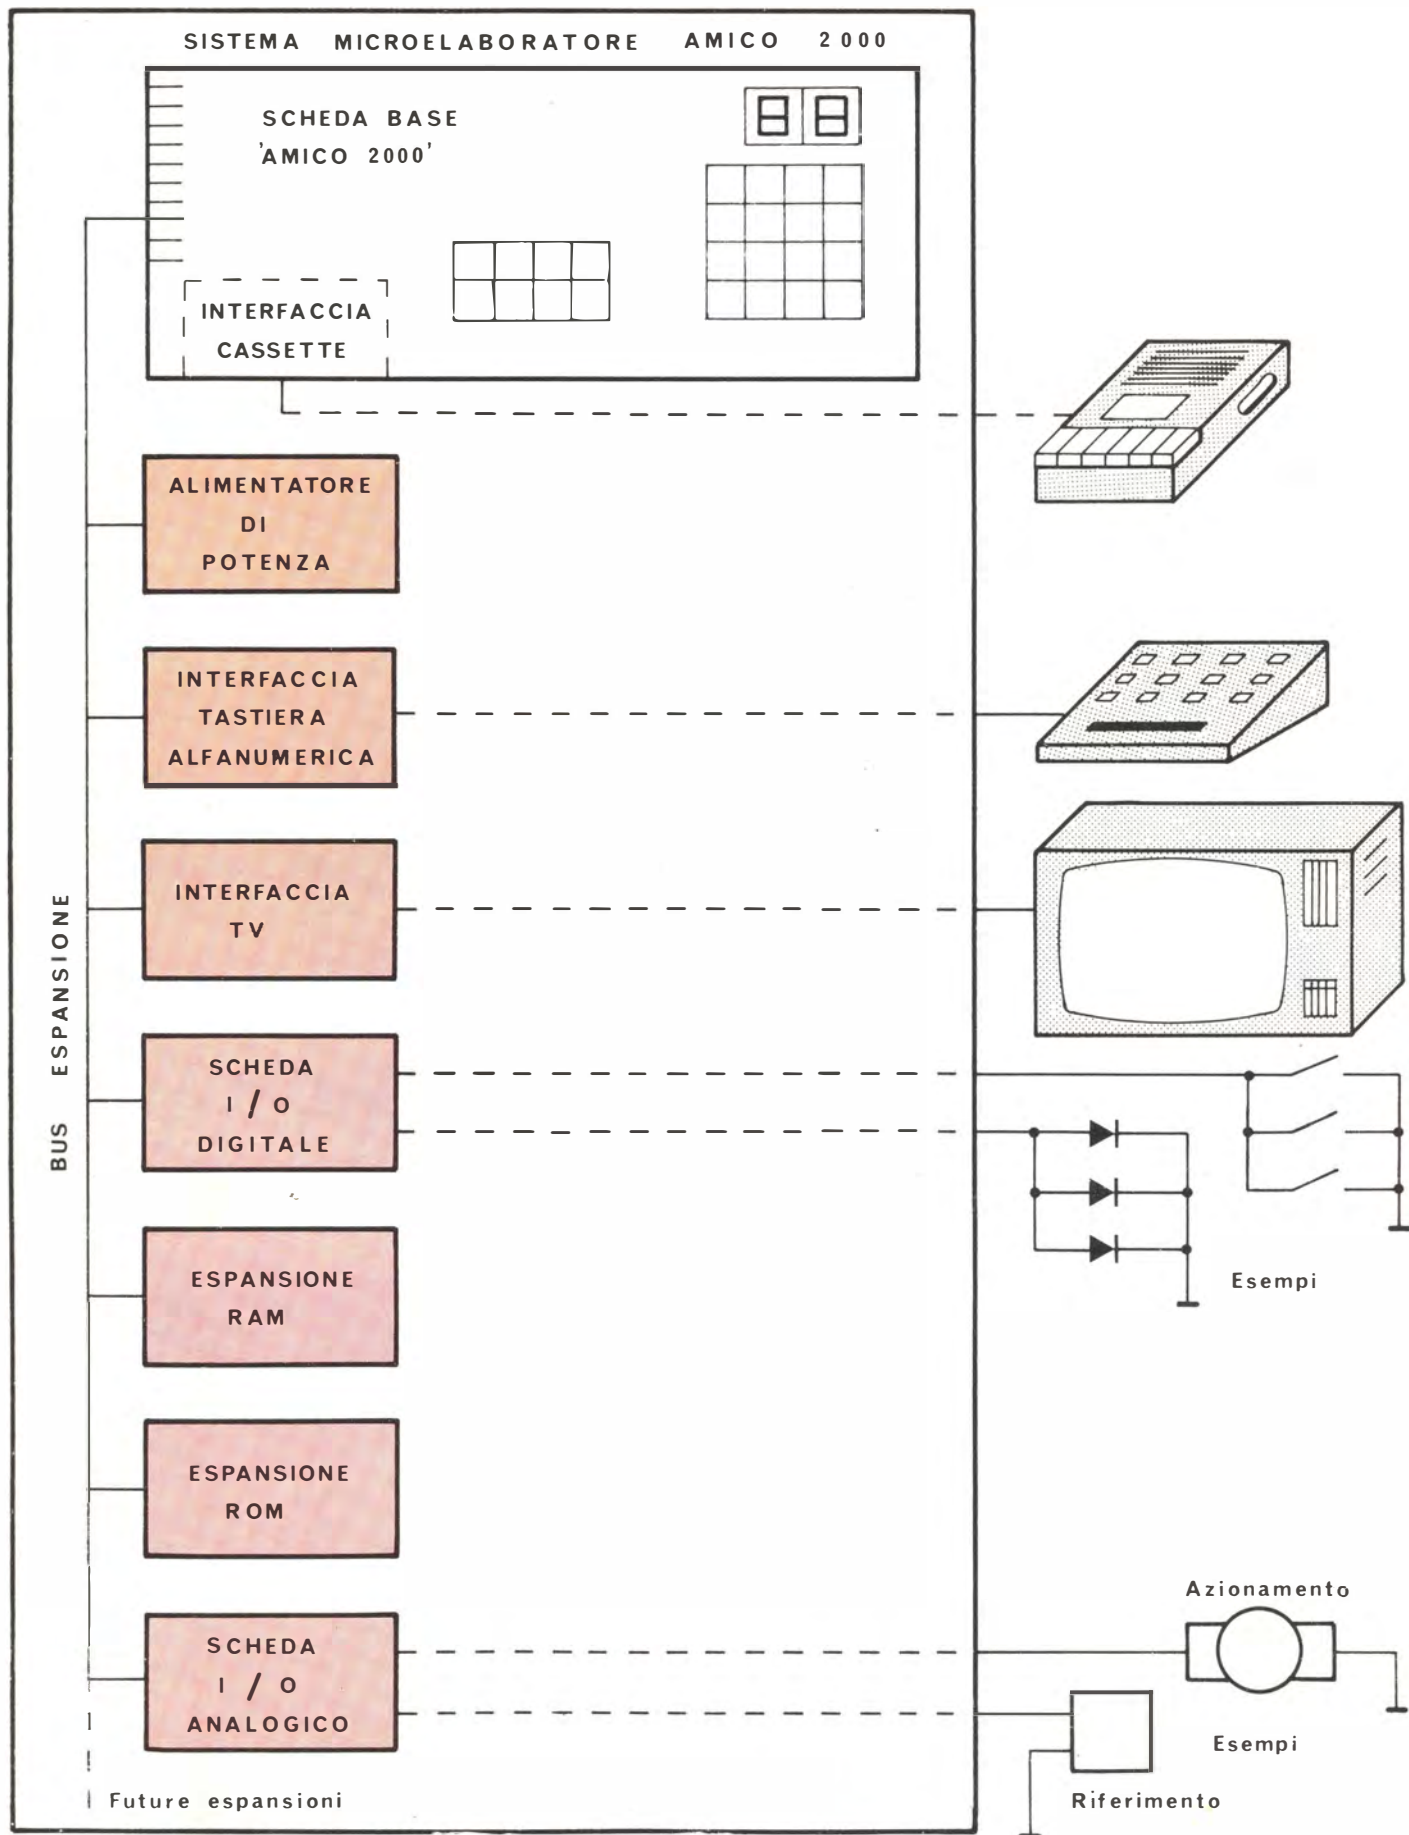 SISTEMA MICROELABORATORE AMICO 2000
SCHEDA BASE
'AMICO 2000'
INTERFACCIA
CASSETTE
ALIMENTATORE
DI
POTENZA
INTERFACCIA
TASTIERA
ALFANUMERICA
INTERFACCIA
TV
BUS ESPANSIONE
SCHEDA
I / O
DIGITALE
Esempi
ESPANSIONE
RAM
ESPANSIONE
ROM
Azionamento
SCHEDA
I / O
ANALOGICO
Esempi
Future espansioni
Riferimento